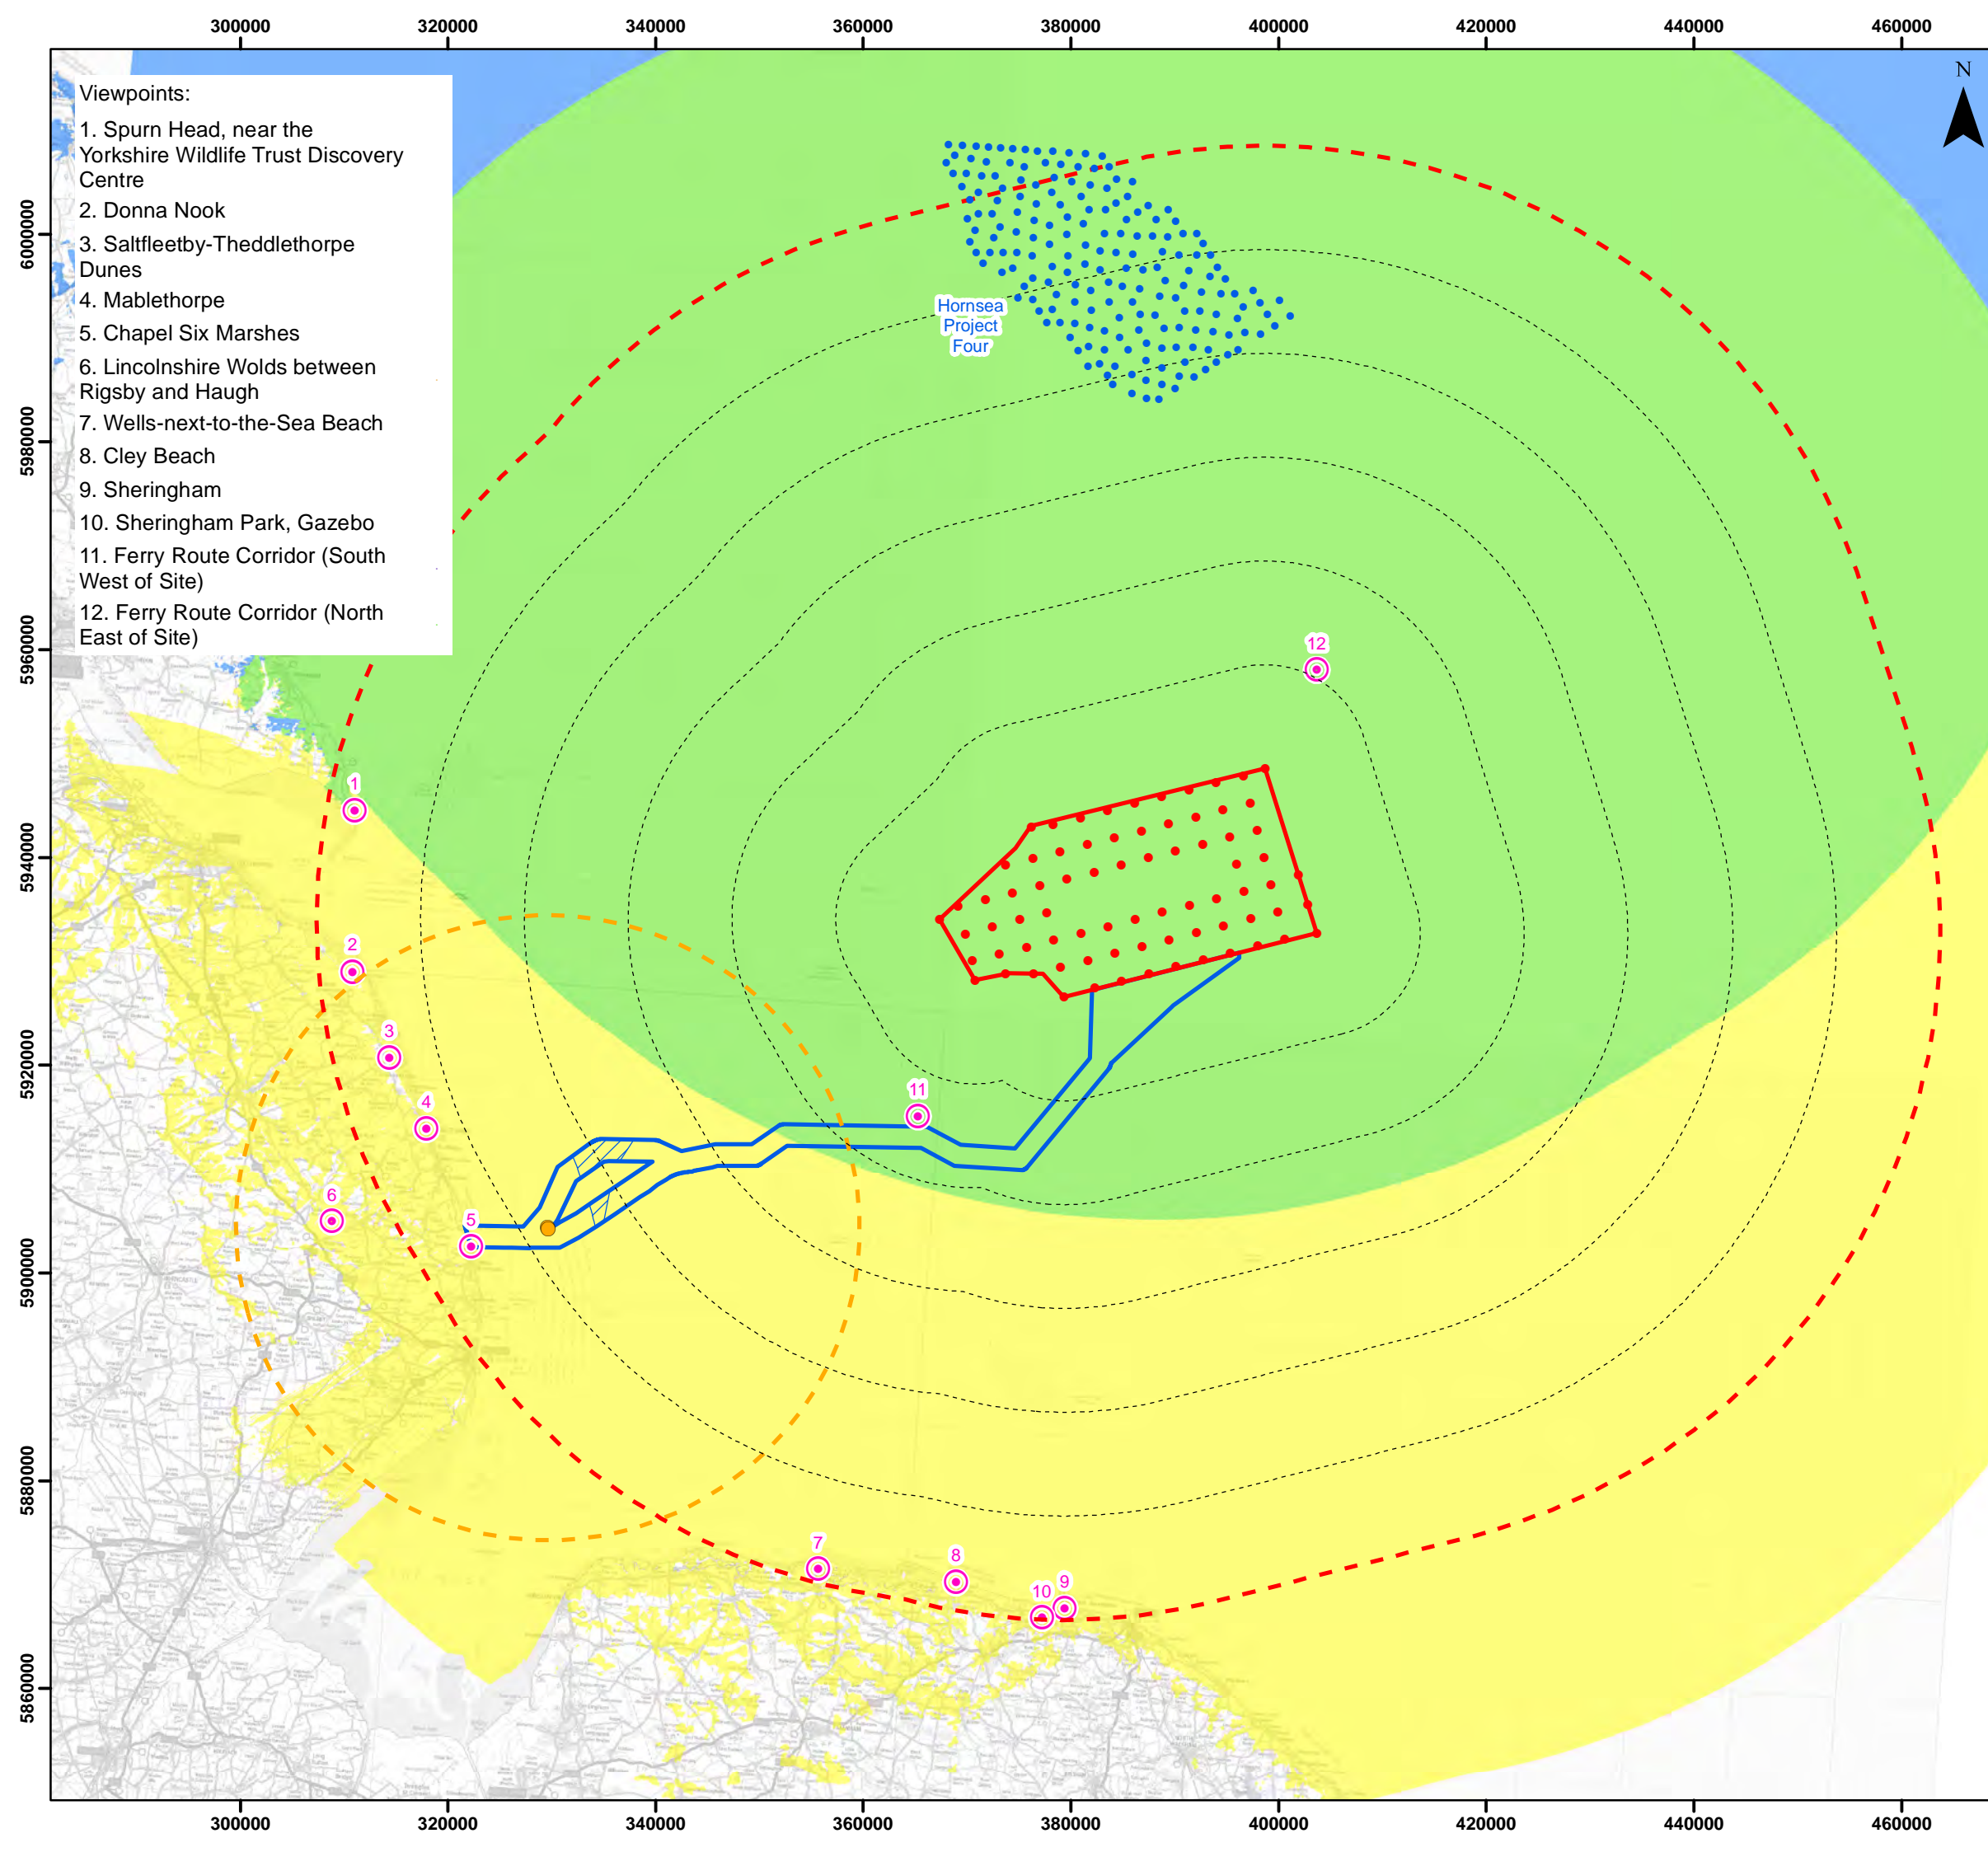 300000 320000 340000 360000 380000 400000 420000 440000 460000
N
Viewpoints:
1. Spurn Head, near the
Yorkshire Wildlife Trust Discovery
Centre
2. Donna Nook
3. Saltfleetby-Theddlethorpe
Dunes
4. Mablethorpe
5. Chapel Six Marshes
6. Lincolnshire Wolds between
Rigsby and Haugh
7. Wells-next-to-the-Sea Beach
8. Cley Beach
9. Sheringham
10. Sheringham Park, Gazebo
11. Ferry Route Corridor (South
West of Site)
12. Ferry Route Corridor (North
East of Site)
6000000
5980000
5960000
5940000
5920000
5900000
5880000
5860000
Hornsea
Project
Four
12
1
2
3
4
11
6
5
7
8
9
10
300000 320000 340000 360000 380000 400000 420000 440000 460000